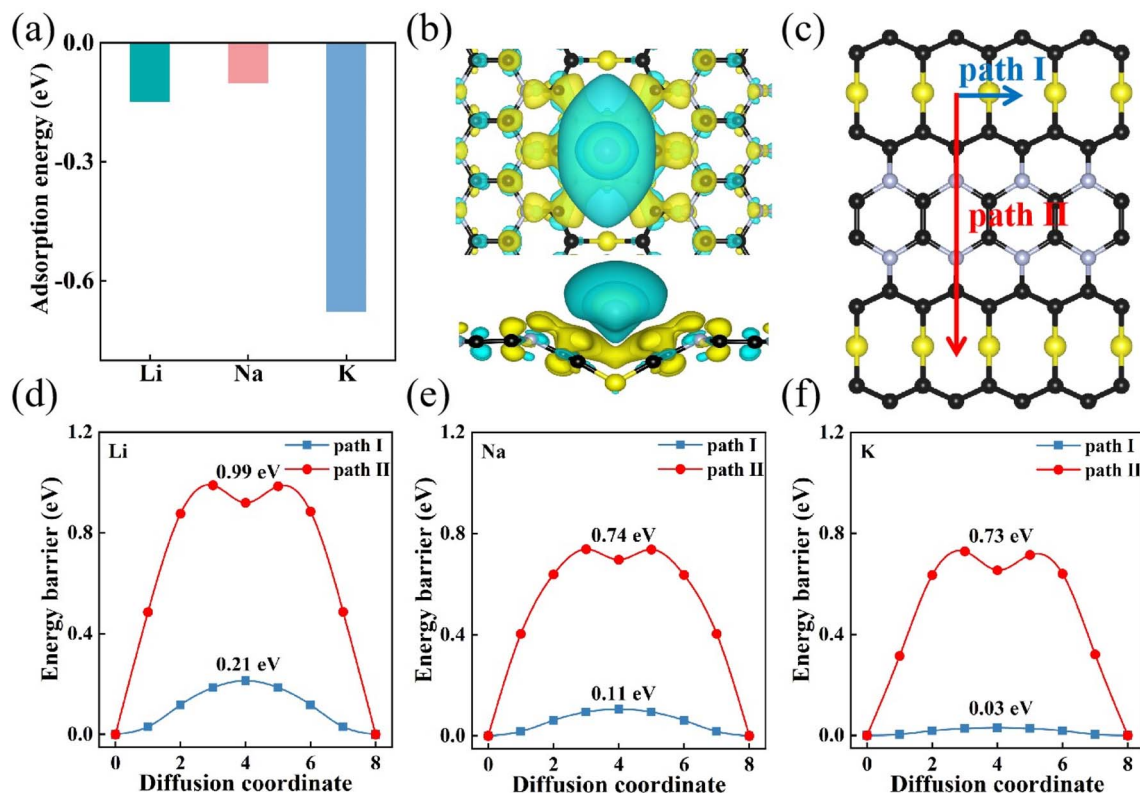 (a)
Adsorption energy (eV)
0.0
-0.3
-0.6
Li Na K
(b)
(c)
path I
path II
(d)
Energy barrier (eV)
1.2
0.8
0.4
0.0
Li
path I
path II
0.99 eV
0.21 eV
0 2 4 6 8
Diffusion coordinate
(e)
Energy barrier (eV)
1.2
0.8
0.4
0.0
Na
path I
path II
0.74 eV
0.11 eV
0 2 4 6 8
Diffusion coordinate
(f)
Energy barrier (eV)
1.2
0.8
0.4
0.0
K
path I
path II
0.73 eV
0.03 eV
0 2 4 6 8
Diffusion coordinate